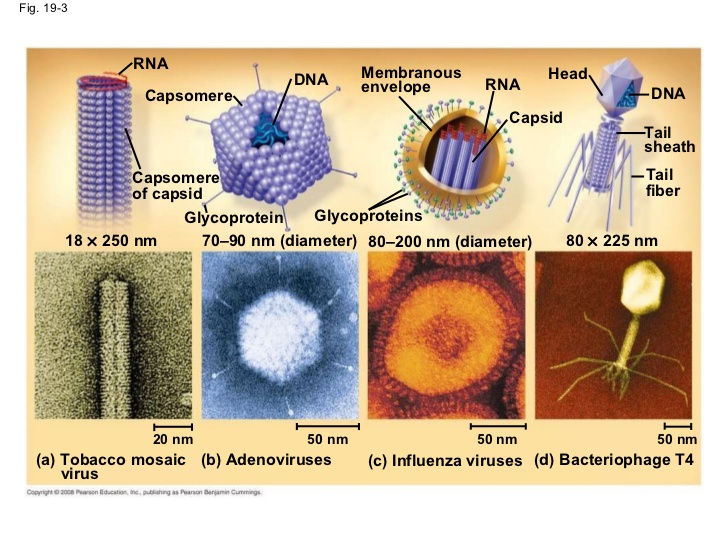 Fig. 19-3
RNA
Capsomere
DNA
Capsomere
of capsid
Glycoprotein
Membranous
envelope
RNA
Capsid
Glycoproteins
Head
DNA
Tail
sheath
Tail
fiber
18 × 250 nm
70–90 nm (diameter)
80–200 nm (diameter)
80 × 225 nm
20 nm
50 nm
50 nm
50 nm
(a) Tobacco mosaic
virus
(b) Adenoviruses
(c) Influenza viruses
(d) Bacteriophage T4
Copyright © 2008 Pearson Education, Inc., publishing as Pearson Benjamin Cummings.